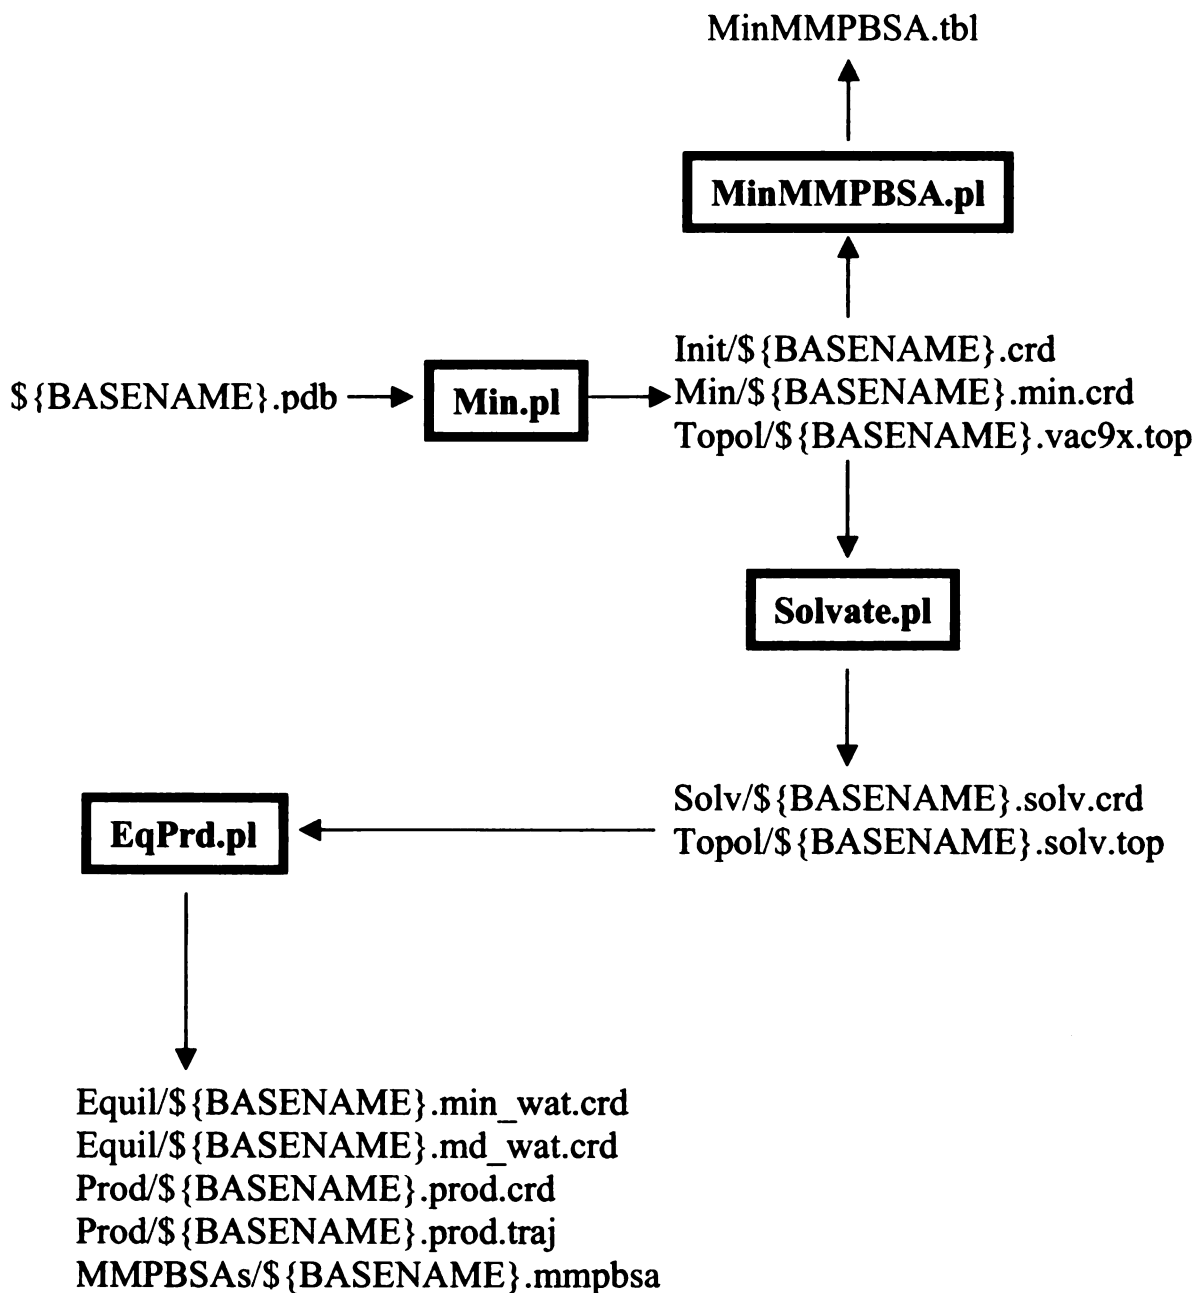 MinMMPBSA.tbl
MinMMPBSA.pl
${BASENAME}.pdb
Min.pl
Init/${BASENAME}.crd
Min/${BASENAME}.min.crd
Topol/${BASENAME}.vac9x.top
Solvate.pl
Solv/${BASENAME}.solv.crd
Topol/${BASENAME}.solv.top
EqPrd.pl
Equil/${BASENAME}.min_wat.crd
Equil/${BASENAME}.md_wat.crd
Prod/${BASENAME}.prod.crd
Prod/${BASENAME}.prod.traj
MMPBSAs/${BASENAME}.mmpbsa